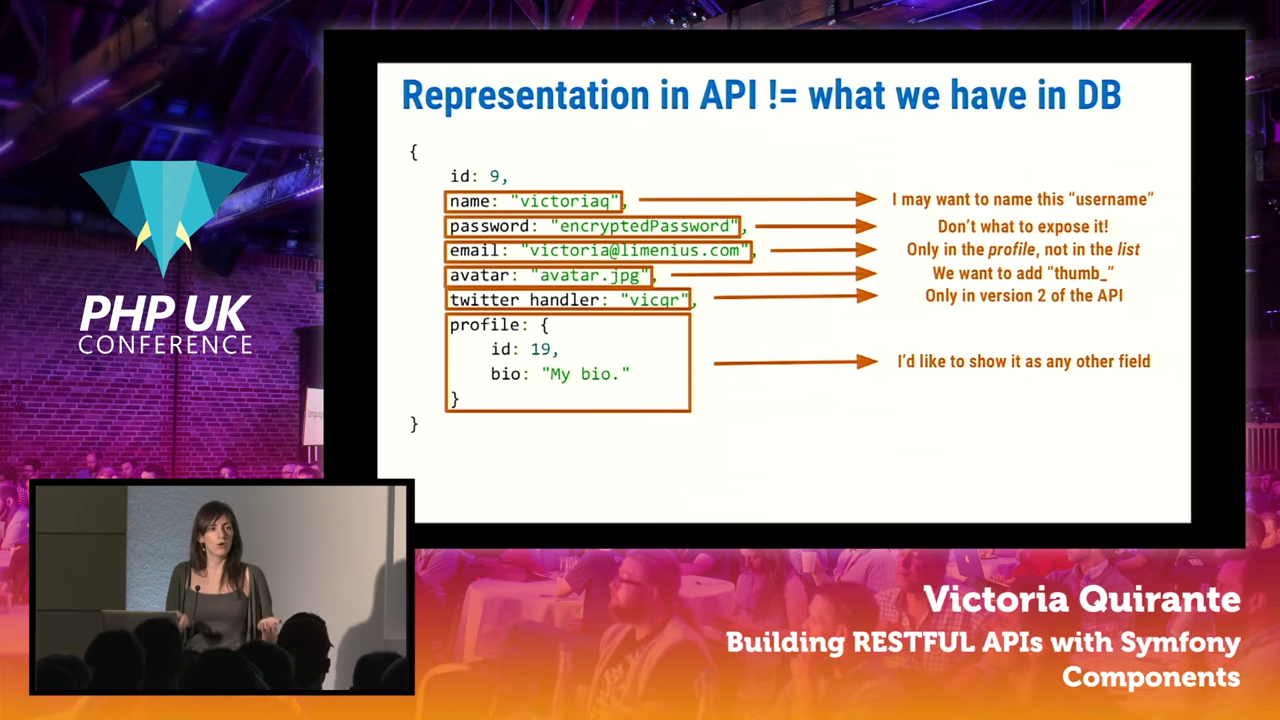 Representation in API != what we have in DB
{
id: 9,
name: "victoriaq", I may want to name this “username”
password: "encryptedPassword", Don’t what to expose it!
email: "victoria@limenius.com", Only in the profile, not in the list
avatar: "avatar.jpg", We want to add “thumb_”
twitter_handler: "vicqr", Only in version 2 of the API
profile: {
id: 19,
bio: "My bio." I’d like to show it as any other field
}
}
PHP UK
CONFERENCE
Victoria Quirante
Building RESTFUL APIs with Symfony
Components